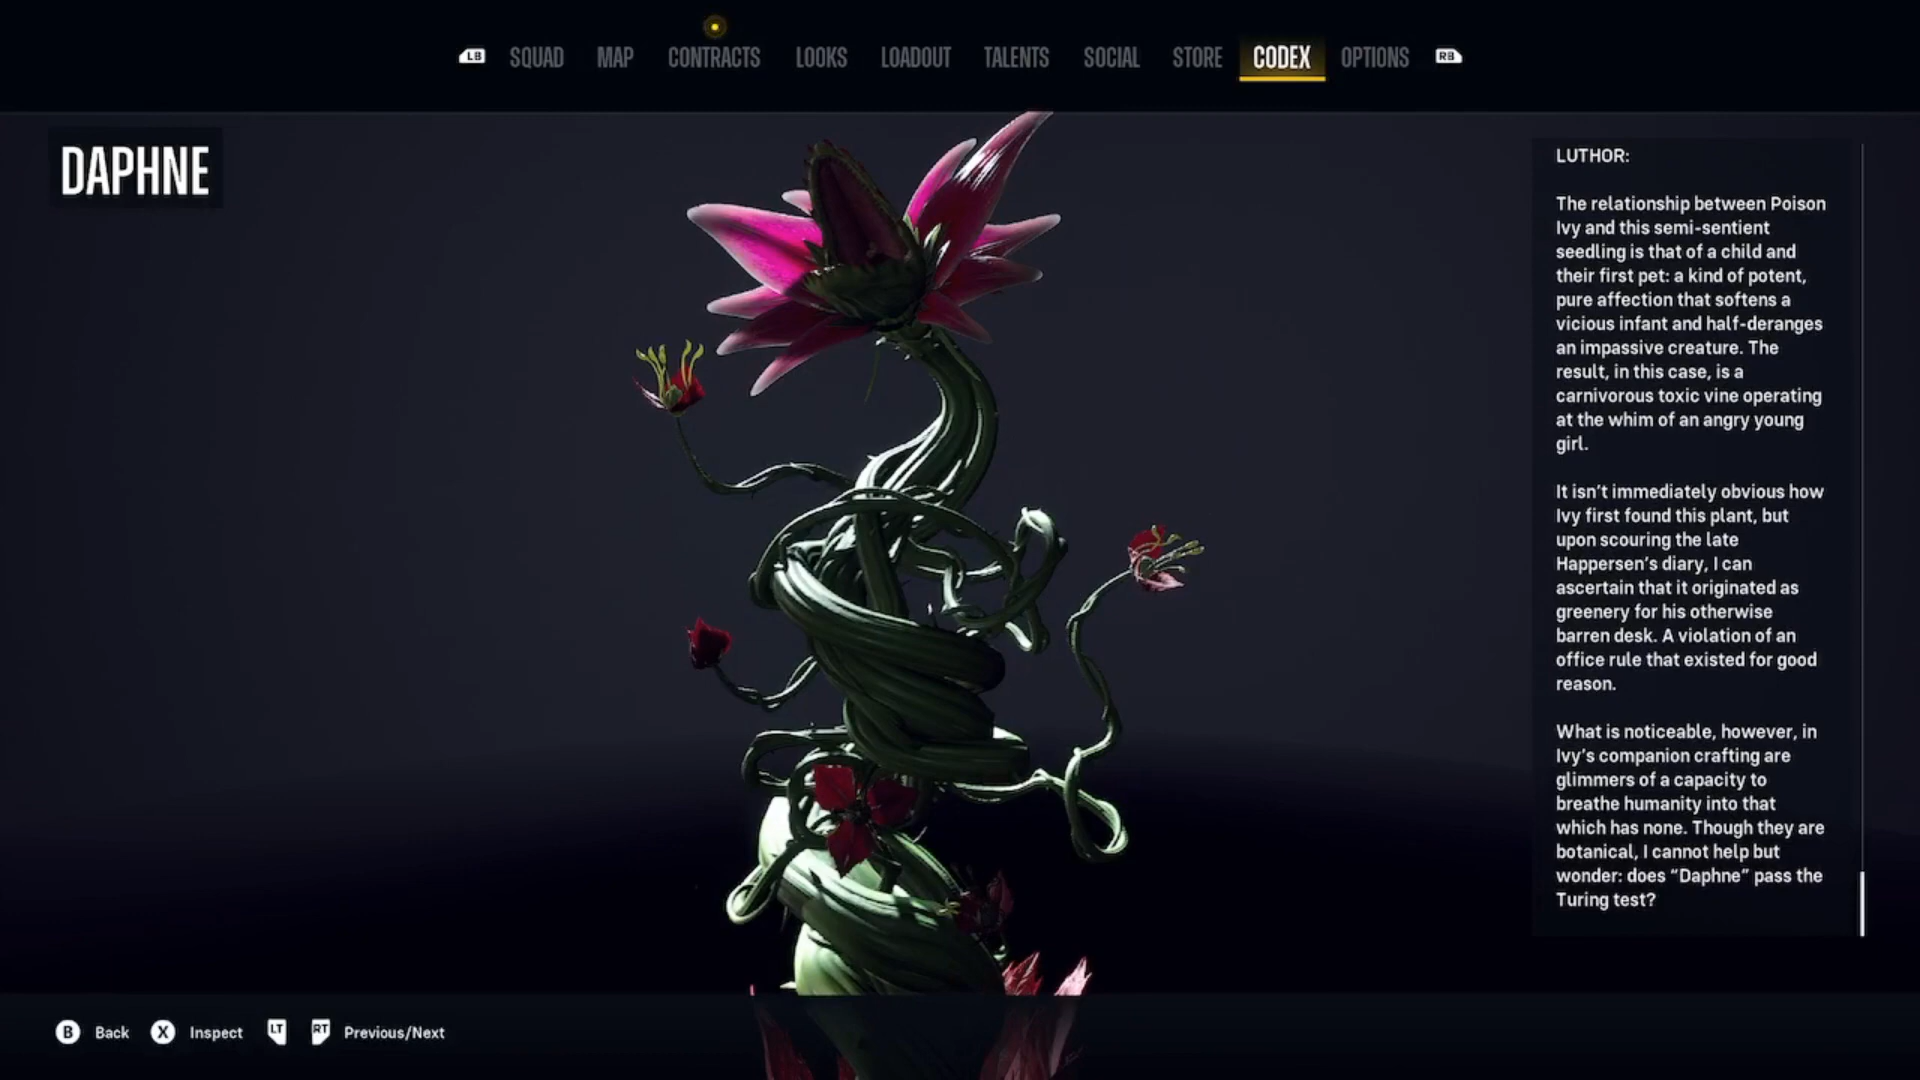 LB SQUAD MAP CONTRACTS LOOKS LOADOUT TALENTS SOCIAL STORE CODEX OPTIONS RB
DAPHNE
LUTHOR:
The relationship between Poison
Ivy and this semi-sentient
seedling is that of a child and
their first pet: a kind of potent,
pure affection that softens a
vicious infant and half-deranges
an impassive creature. The
result, in this case, is a
carnivorous toxic vine operating
at the whim of an angry young
girl.
It isn’t immediately obvious how
Ivy first found this plant, but
upon scouring the late
Happersen’s diary, I can
ascertain that it originated as
greenery for his otherwise
barren desk. A violation of an
office rule that existed for good
reason.
What is noticeable, however, in
Ivy’s companion crafting are
glimmers of a capacity to
breathe humanity into that
which has none. Though they are
botanical, I cannot help but
wonder: does “Daphne” pass the
Turing test?
B Back X Inspect LT RT Previous/Next